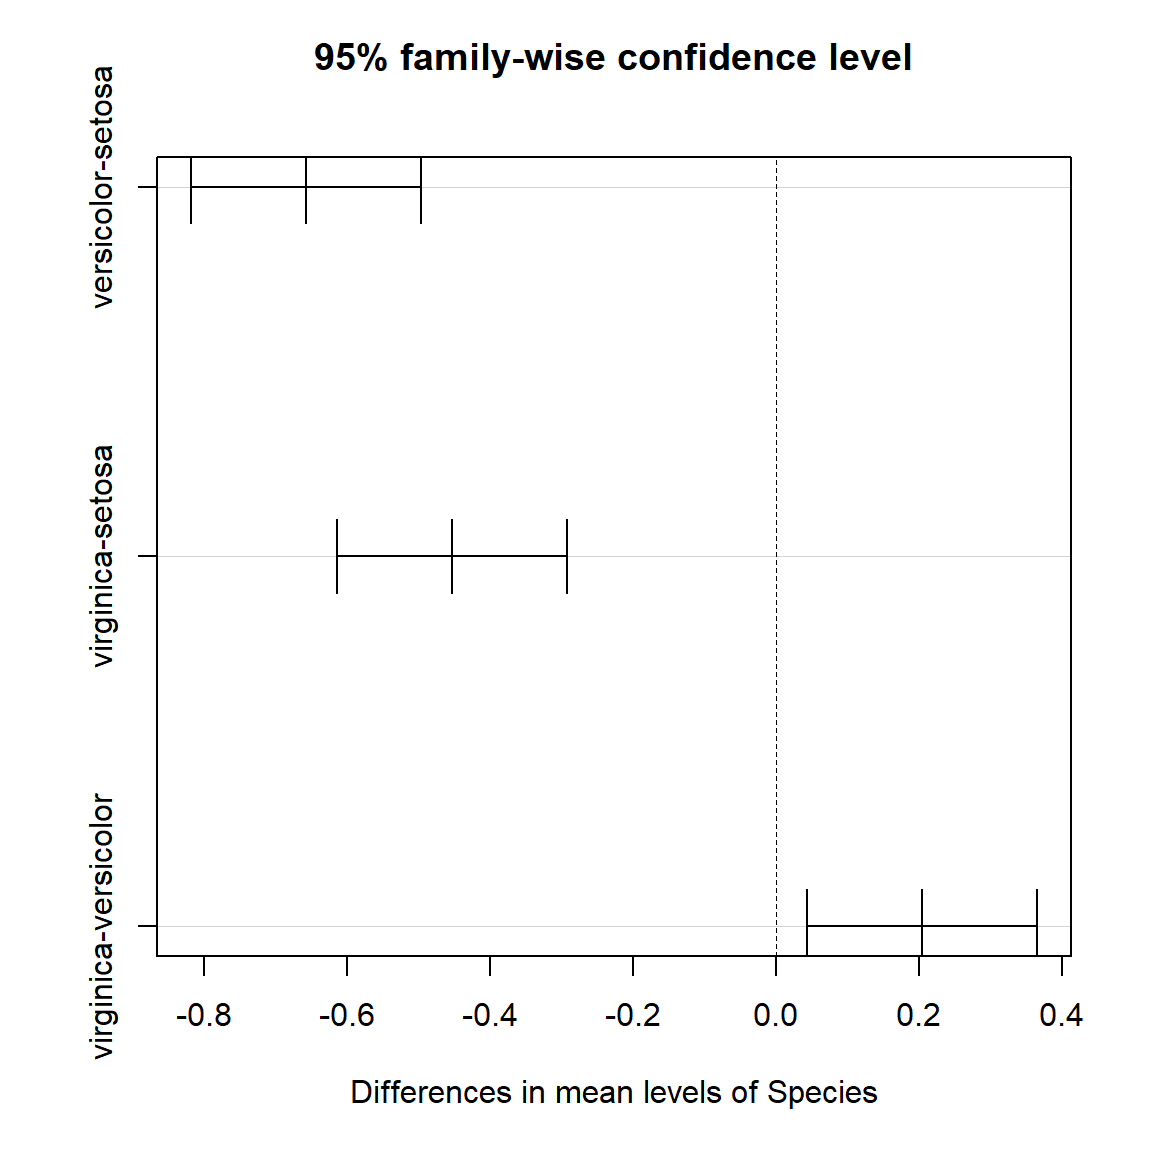 95% family-wise confidence level
versicolor-setosa
virginica-setosa
virginica-versicolor
-0.8 -0.6 -0.4 -0.2 0.0 0.2 0.4
Differences in mean levels of Species